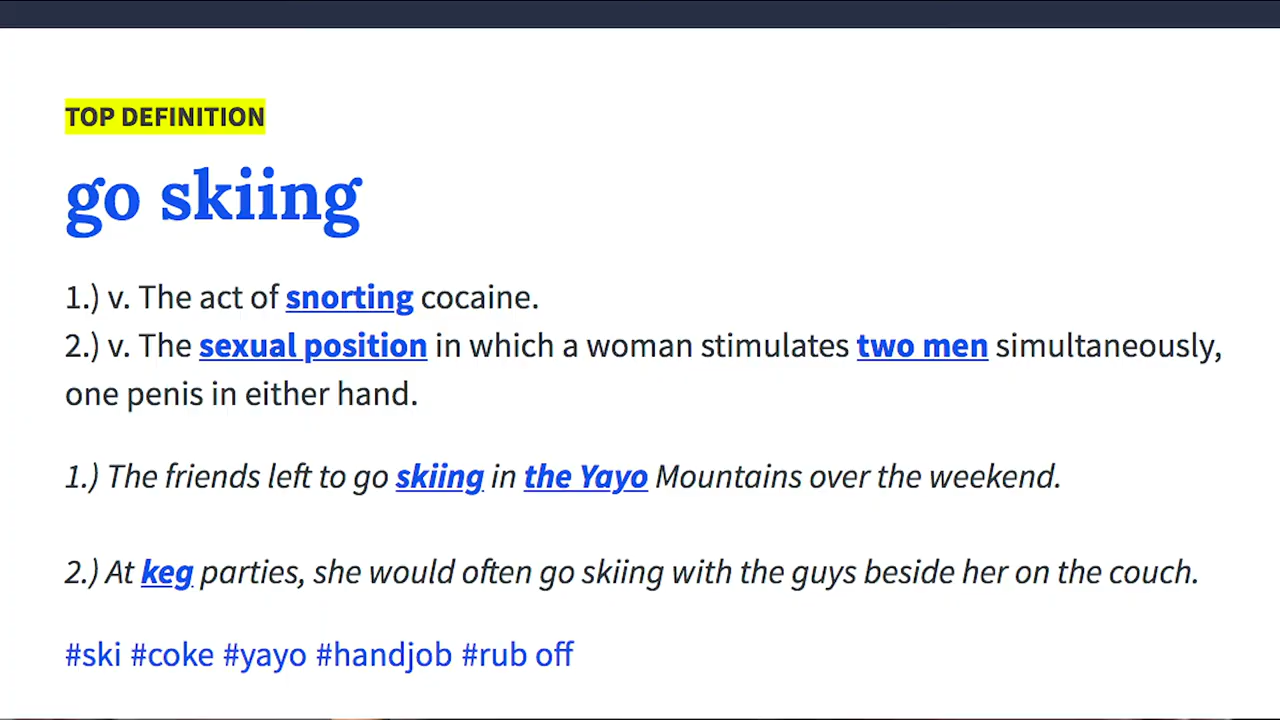 TOP DEFINITION
go skiing
1.) v. The act of snorting cocaine.
2.) v. The sexual position in which a woman stimulates two men simultaneously,
one penis in either hand.
1.) The friends left to go skiing in the Yayo Mountains over the weekend.
2.) At keg parties, she would often go skiing with the guys beside her on the couch.
#ski #coke #yayo #handjob #rub off